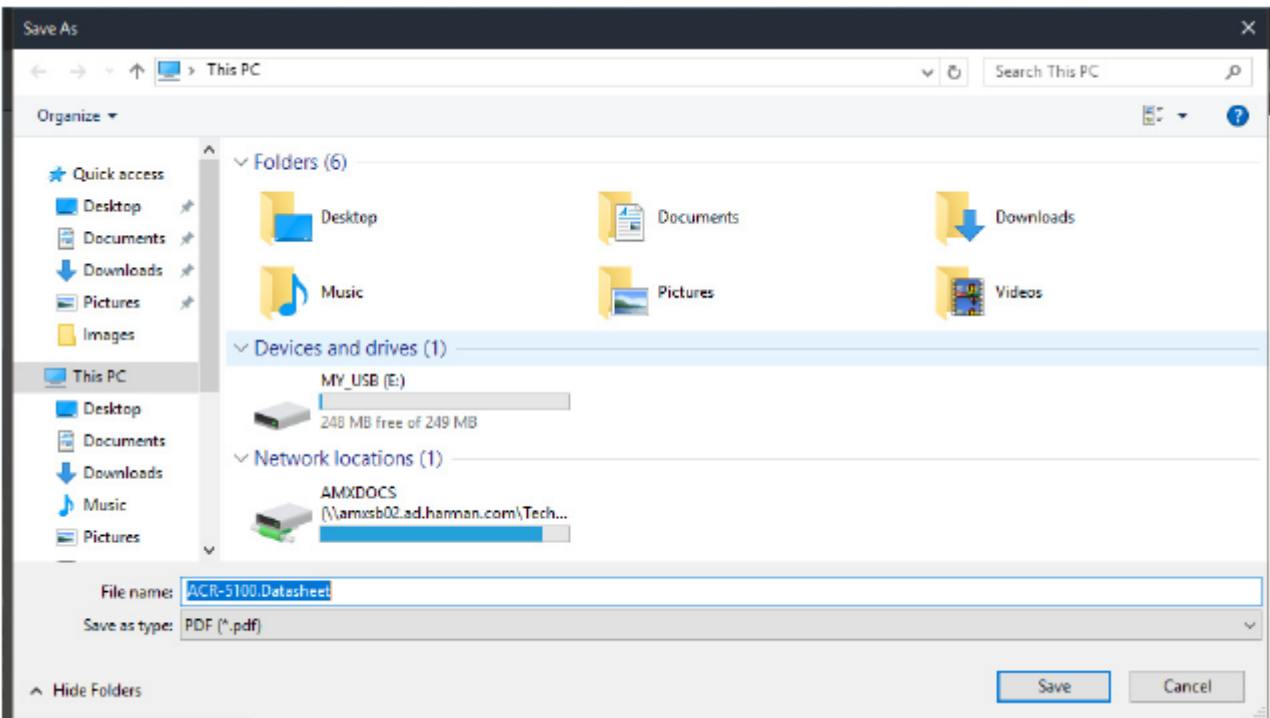 Save As
This PC
Search This PC
Organize
Quick access
Desktop
Documents
Downloads
Pictures
Images
This PC
Desktop
Documents
Downloads
Music
Pictures
Folders (6)
Desktop
Documents
Downloads
Music
Pictures
Videos
Devices and drives (1)
MY_USB (E:)
248 MB free of 249 MB
Network locations (1)
AMXDOCS
(\\amxsb02.ad.harman.com\Tech...
File name: ACR-5100.Datasheet
Save as type: PDF (*.pdf)
Hide Folders
Save
Cancel